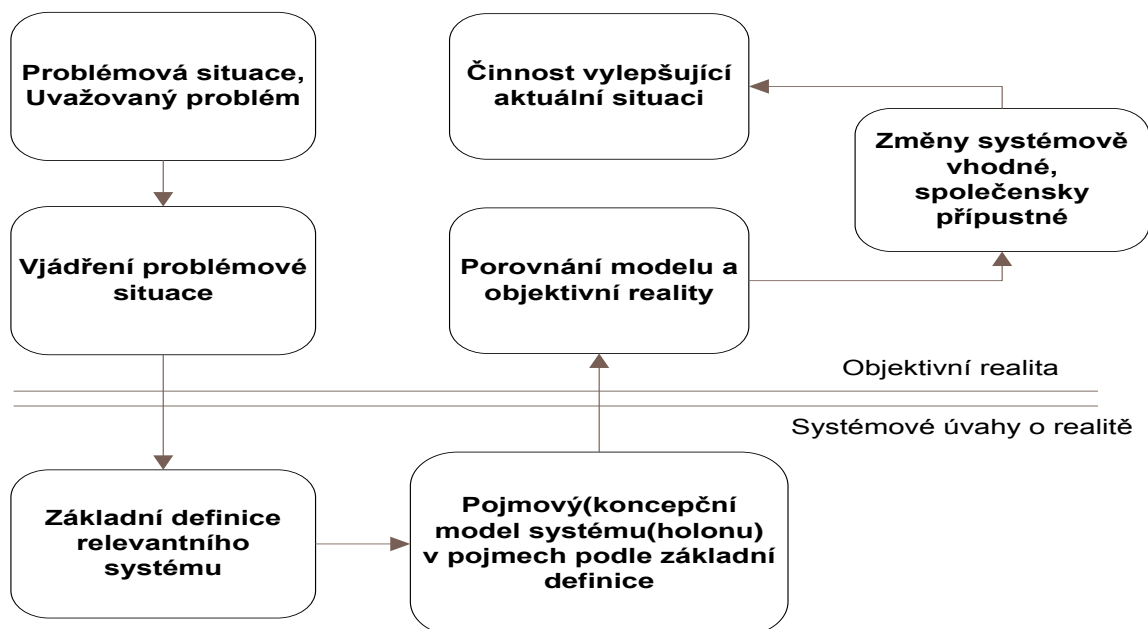 Problémová situace,
Uvažovaný problém
Činnost vylepšující
aktuální situaci
Změny systémově
vhodné,
společensky
přípustné
Vjádření problémové
situace
Porovnání modelu a
objektivní reality
Objektivní realita
Systémové úvahy o realitě
Základní definice
relevantního
systému
Pojmový(koncepční
model systému(holonu)
v pojmech podle základní
definice